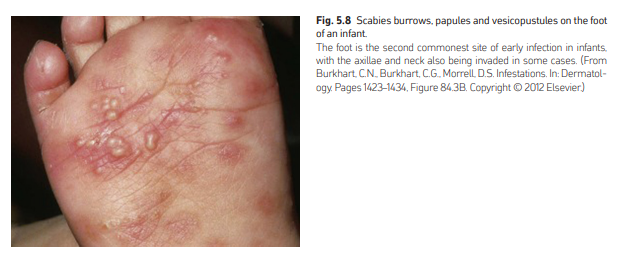 Fig. 5.8 Scabies burrows, papules and vesicopustules on the foot
of an infant.
The foot is the second commonest site of early infection in infants,
with the axillae and neck also being invaded in some cases. (From
Burkhart, C.N., Burkhart, C.G., Morrell, D.S. Infestations. In: Dermatol-
ogy. Pages 1423–1434, Figure 84.3B. Copyright © 2012 Elsevier.)